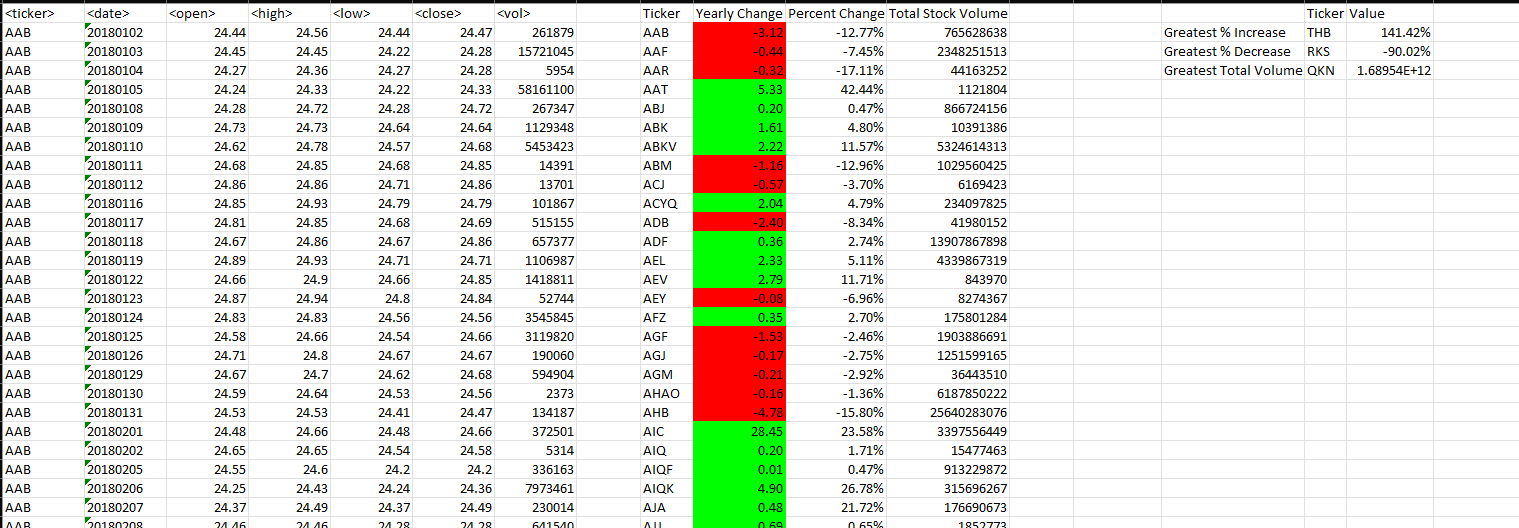 <ticker> <date> <open> <high> <low> <close> <vol> Ticker Yearly Change Percent Change Total Stock Volume Ticker Value
AAB 20180102 24.44 24.56 24.44 24.47 261879 AAB -3.12 -12.77% 765628638 Greatest % Increase THB 141.42%
AAB 20180103 24.45 24.45 24.22 24.28 15721045 AAF -0.44 -7.45% 2348251513 Greatest % Decrease RKS -90.02%
AAB 20180104 24.27 24.36 24.27 24.28 5954 AAR -0.32 -17.11% 44163252 Greatest Total Volume QKN 1.68954E+12
AAB 20180105 24.24 24.33 24.22 24.33 58161100 AAT 5.33 42.44% 1121804
AAB 20180108 24.28 24.72 24.28 24.72 267347 ABJ 0.20 0.47% 866724156
AAB 20180109 24.73 24.73 24.64 24.64 1129348 ABK 1.61 4.80% 10391386
AAB 20180110 24.62 24.78 24.57 24.68 5453423 ABKV 2.22 11.57% 5324614313
AAB 20180111 24.68 24.85 24.68 24.85 14391 ABM -1.16 -12.96% 1029560425
AAB 20180112 24.86 24.86 24.71 24.86 13701 ACJ -0.57 -3.70% 6169423
AAB 20180116 24.85 24.93 24.79 24.79 101867 ACYQ 2.04 4.79% 234097825
AAB 20180117 24.81 24.85 24.68 24.69 515155 ADB -2.40 -8.34% 41980152
AAB 20180118 24.67 24.86 24.67 24.86 657377 ADF 0.36 2.74% 13907867898
AAB 20180119 24.89 24.93 24.71 24.71 1106987 AEL 2.33 5.11% 4339867319
AAB 20180122 24.66 24.9 24.66 24.85 1418811 AEV 2.79 11.71% 843970
AAB 20180123 24.87 24.94 24.8 24.84 52744 AEY -0.08 -6.96% 8274367
AAB 20180124 24.83 24.83 24.56 24.56 3545845 AFZ 0.35 2.70% 175801284
AAB 20180125 24.58 24.66 24.54 24.66 3119820 AGF -1.53 -2.46% 1903886691
AAB 20180126 24.71 24.8 24.67 24.67 190060 AGJ -0.17 -2.75% 1251599165
AAB 20180129 24.67 24.7 24.62 24.68 594904 AGM -0.21 -2.92% 36443510
AAB 20180130 24.59 24.64 24.53 24.56 2373 AHAO -0.16 -1.36% 6187850222
AAB 20180131 24.53 24.53 24.41 24.47 134187 AHB -4.78 -15.80% 25640283076
AAB 20180201 24.48 24.66 24.48 24.66 372501 AIC 28.45 23.58% 3397556449
AAB 20180202 24.65 24.65 24.54 24.58 5314 AIQ 0.20 1.71% 15477463
AAB 20180205 24.55 24.6 24.2 24.2 336163 AIQF 0.01 0.47% 913229872
AAB 20180206 24.25 24.43 24.24 24.36 7973461 AIQK 4.90 26.78% 315696267
AAB 20180207 24.37 24.49 24.37 24.49 230014 AJA 0.48 21.72% 176690673
AAB 20180208 24.46 24.46 24.28 24.28 641540 0.69 0.65% 1852773